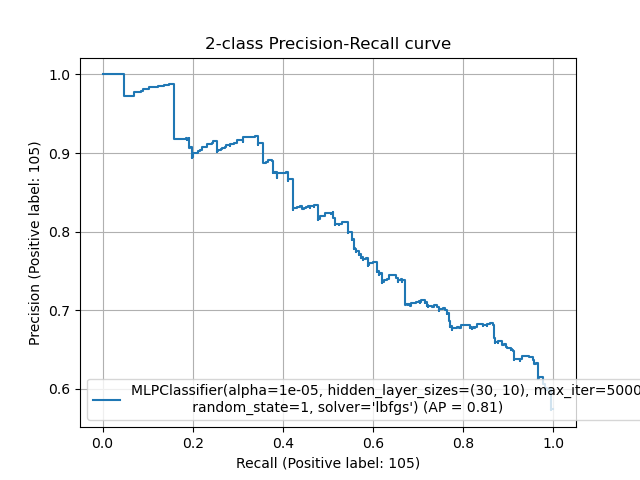 2-class Precision-Recall curve
1.0
0.9
0.8
0.7
0.6
Precision (Positive label: 105)
MLPClassifier(alpha=1e-05, hidden_layer_sizes=(30, 10), max_iter=5000
random_state=1, solver='lbfgs') (AP = 0.81)
0.0 0.2 0.4 0.6 0.8 1.0
Recall (Positive label: 105)